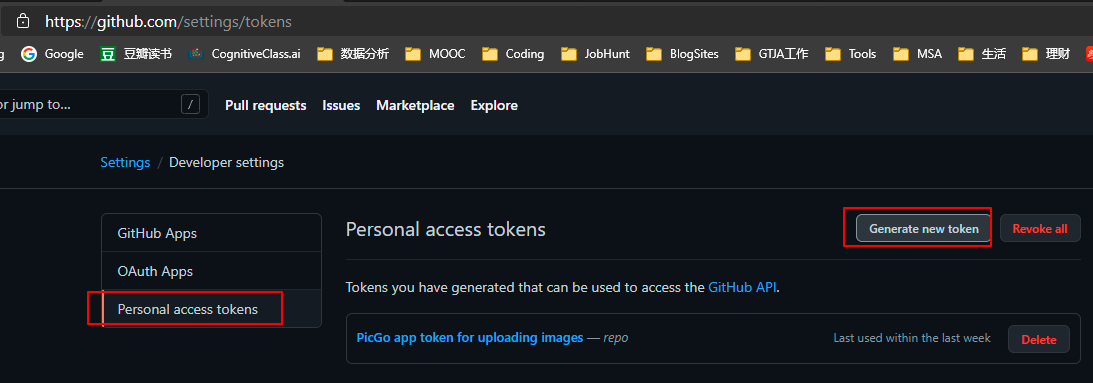 https://github.com/settings/tokens
g Google 豆 豆瓣读书 CognitiveClass.ai 数据分析 MOOC Coding JobHunt BlogSites GTJA工作 Tools MSA 生活 理财
or jump to... / Pull requests Issues Marketplace Explore
Settings / Developer settings
GitHub Apps
OAuth Apps
Personal access tokens
Personal access tokens Generate new token Revoke all
Tokens you have generated that can be used to access the GitHub API.
PicGo app token for uploading images — repo Last used within the last week Delete